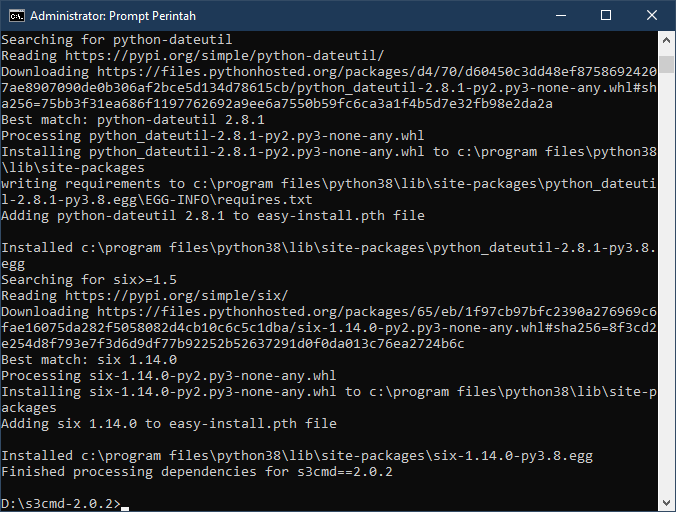 Administrator: Prompt Perintah
Searching for python-dateutil
Reading https://pypi.org/simple/python-dateutil/
Downloading https://files.pythonhosted.org/packages/d4/70/d60450c3dd48ef8758692420
7ae8907090de0b306af2bce5d134d78615cb/python_dateutil-2.8.1-py2.py3-none-any.whl#sh
a256=75bb3f31ea686f1197762692a9ee6a7550b59fc6ca3a1f4b5d7e32fb98e2da2a
Best match: python-dateutil 2.8.1
Processing python_dateutil-2.8.1-py2.py3-none-any.whl
Installing python_dateutil-2.8.1-py2.py3-none-any.whl to c:\program files\python38
\lib\site-packages
writing requirements to c:\program files\python38\lib\site-packages\python_dateuti
l-2.8.1-py3.8.egg\EGG-INFO\requires.txt
Adding python-dateutil 2.8.1 to easy-install.pth file
Installed c:\program files\python38\lib\site-packages\python_dateutil-2.8.1-py3.8.
egg
Searching for six>=1.5
Reading https://pypi.org/simple/six/
Downloading https://files.pythonhosted.org/packages/65/eb/1f97cb97bfc2390a276969c6
fae16075da282f5058082d4cb10c6c5c1dba/six-1.14.0-py2.py3-none-any.whl#sha256=8f3cd2
e254d8f793e7f3d6d9df77b92252b52637291d0f0da013c76ea2724b6c
Best match: six 1.14.0
Processing six-1.14.0-py2.py3-none-any.whl
Installing six-1.14.0-py2.py3-none-any.whl to c:\program files\python38\lib\site-p
ackages
Adding six 1.14.0 to easy-install.pth file
Installed c:\program files\python38\lib\site-packages\six-1.14.0-py3.8.egg
Finished processing dependencies for s3cmd==2.0.2
D:\s3cmd-2.0.2>